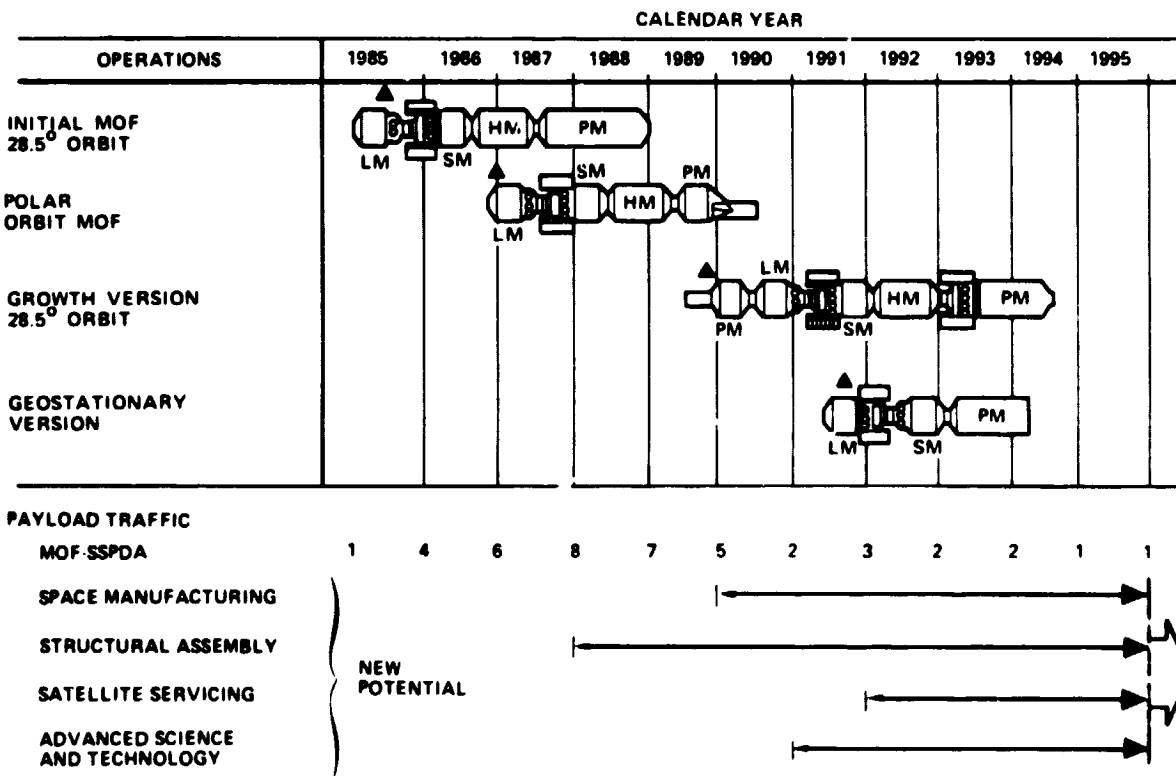 CALENDAR YEAR
OPERATIONS 1985 1986 1987 1988 1989 1990 1991 1992 1993 1994 1995
INITIAL MOF
28.5° ORBIT
LM SM HM PM
POLAR
ORBIT MOF
LM SM HM PM
GROWTH VERSION
28.5° ORBIT
PM LM SM HM PM
GEOSTATIONARY
VERSION
LM SM PM
PAYLOAD TRAFFIC
MOF-SSPDA 1 4 6 8 7 5 2 3 2 2 1 1
SPACE MANUFACTURING
STRUCTURAL ASSEMBLY
NEW
POTENTIAL
SATELLITE SERVICING
ADVANCED SCIENCE
AND TECHNOLOGY